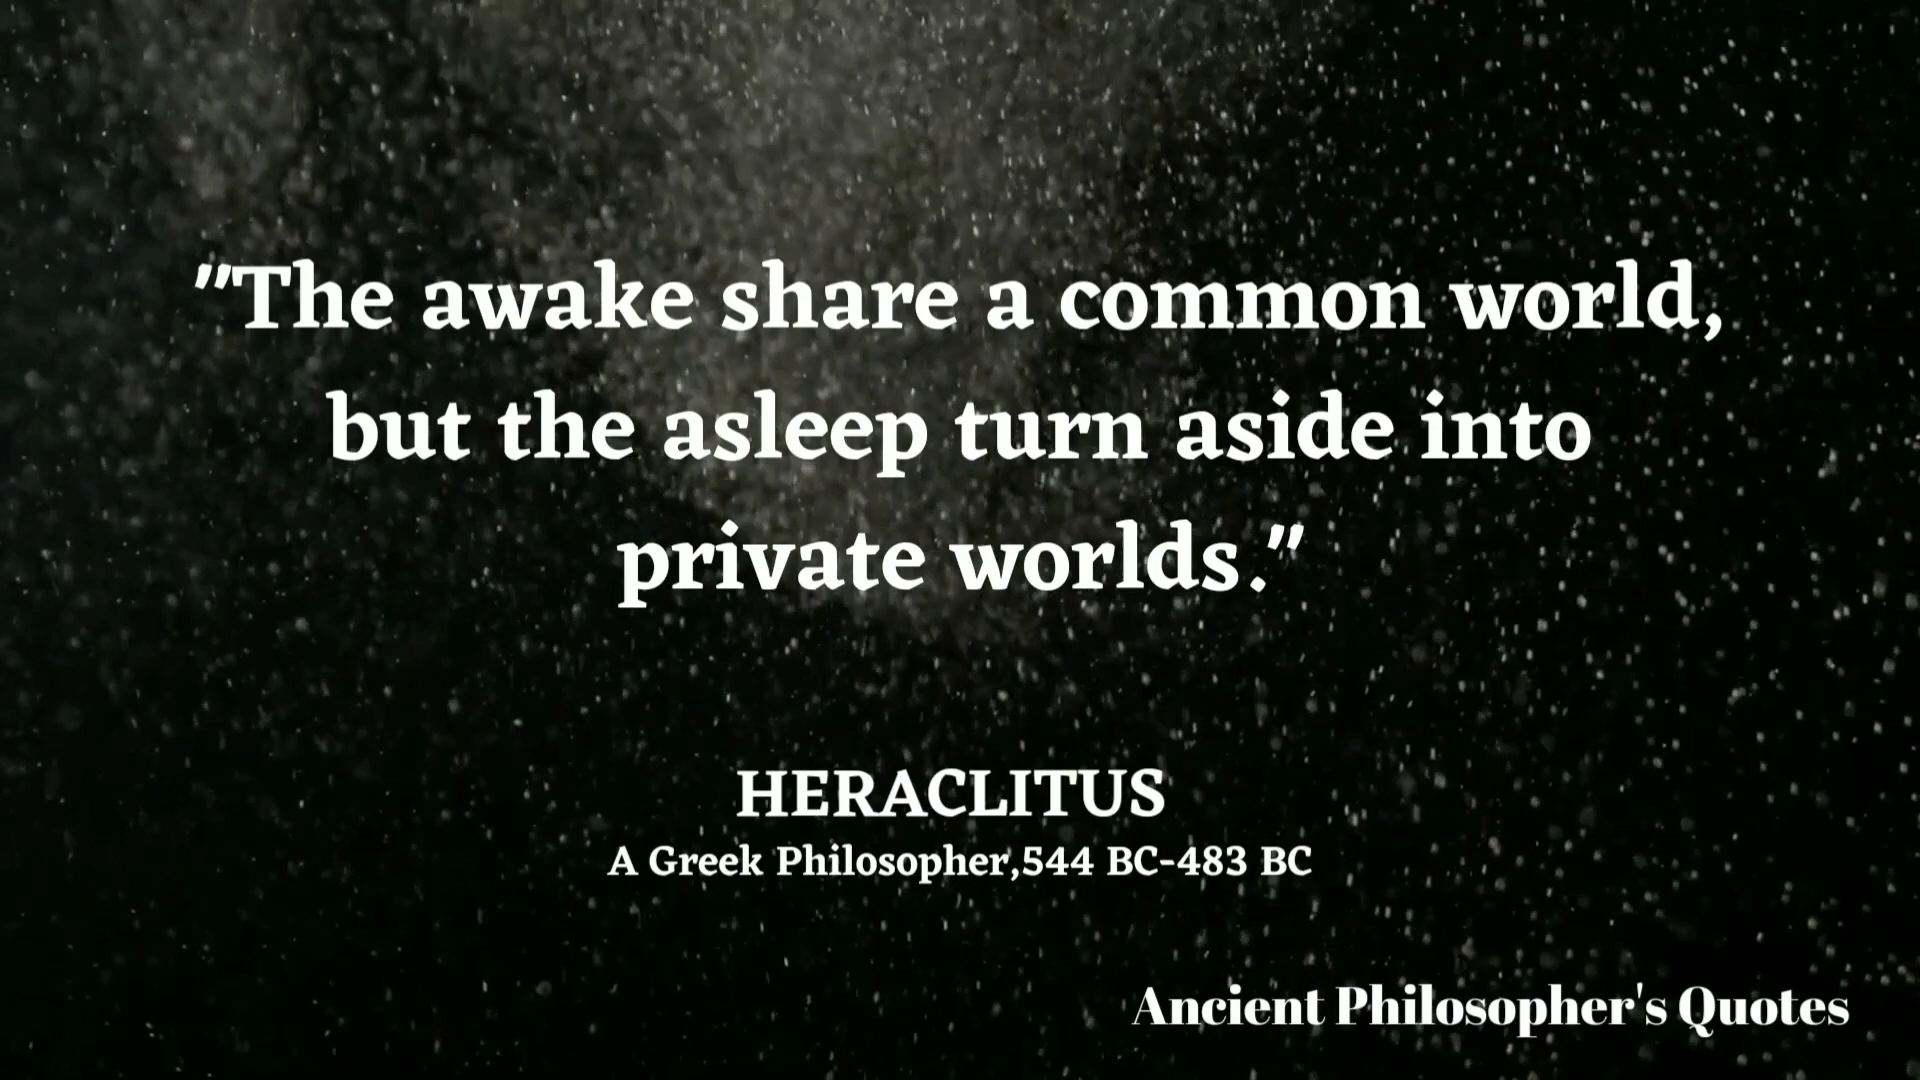 "The awake share a common world,
but the asleep turn aside into
private worlds."
HERACLITUS
A Greek Philosopher,544 BC-483 BC
Ancient Philosopher's Quotes